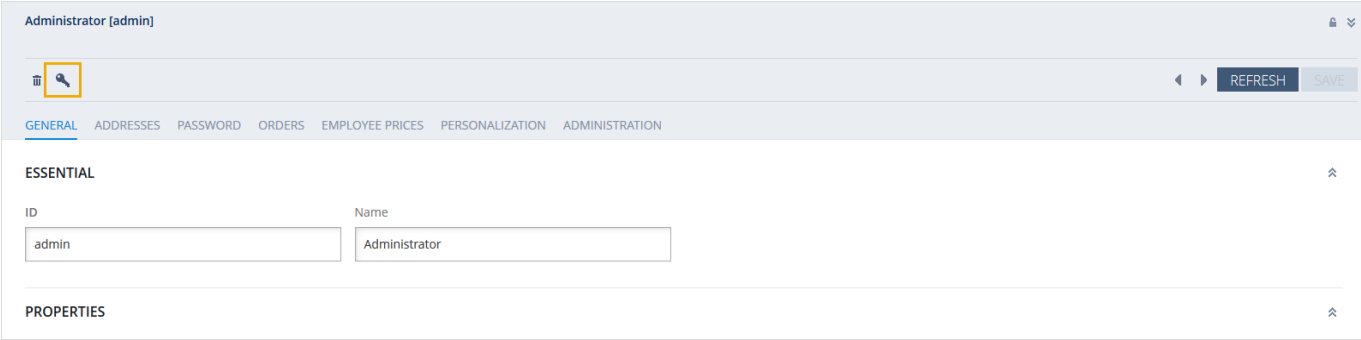 Administrator [admin]
REFRESH SAVE
GENERAL ADDRESSES PASSWORD ORDERS EMPLOYEE PRICES PERSONALIZATION ADMINISTRATION
ESSENTIAL
ID Name
admin Administrator
PROPERTIES